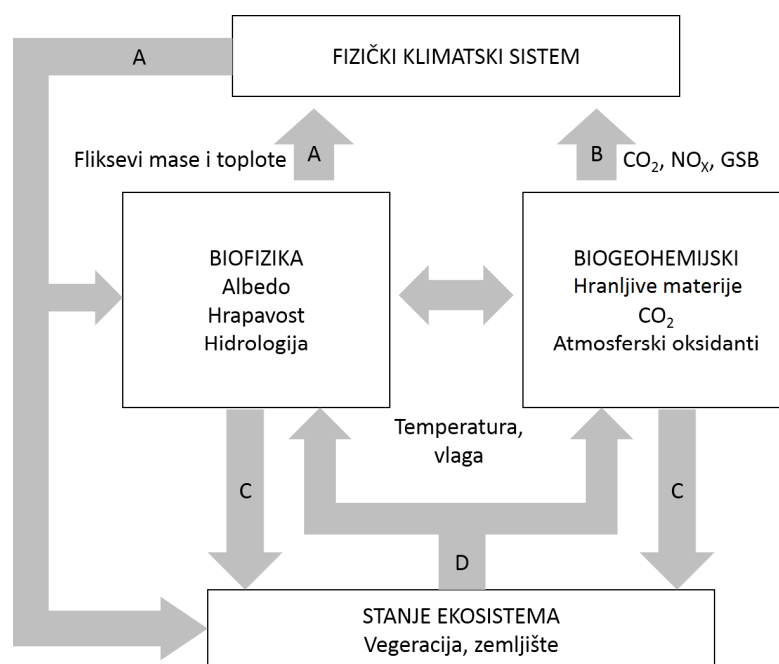 FIZIČKI KLIMATSKI SISTEM
A
Fliksevi mase i toplote
A
B
CO₂, NOₓ, GSB
BIOFIZIKA
Albedo
Hrapavost
Hidrologija
BIOGEOHEMIJSKI
Hranljive materije
CO₂
Atmosferski oksidanti
Temperatura,
vlaga
C
C
D
STANJE EKOSISTEMA
Vegeracija, zemljište